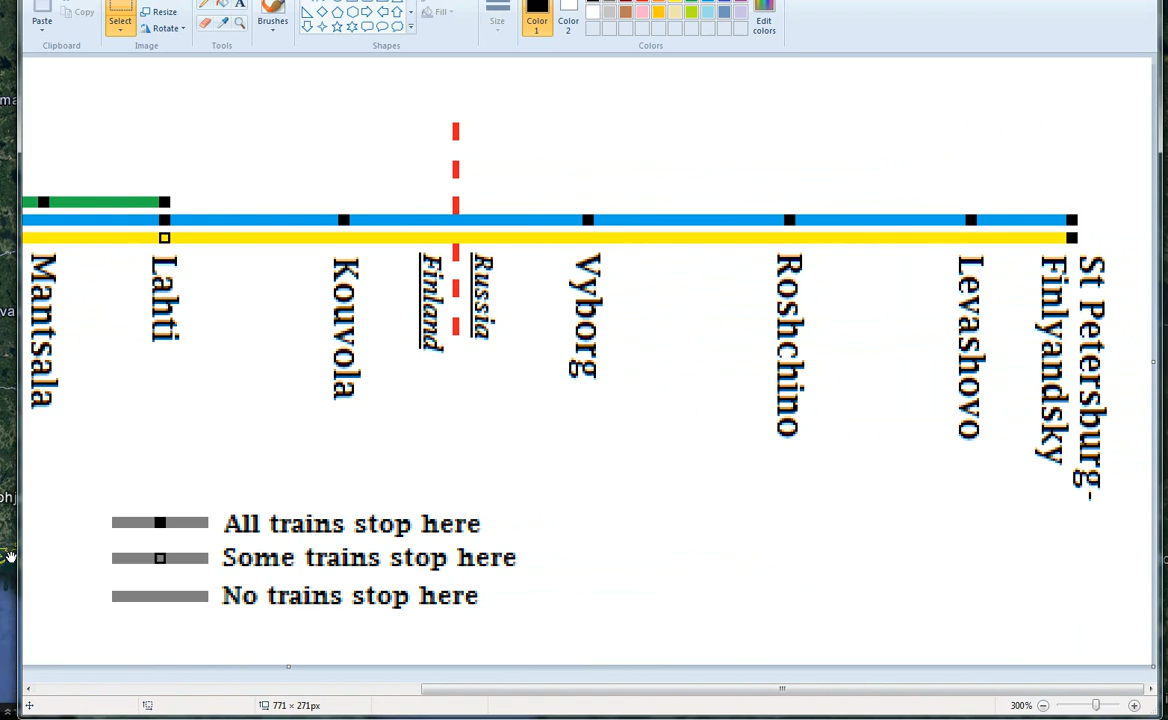 Paste
Copy
Clipboard
Select
Resize
Rotate
Image
A
Tools
Brushes
Fill
Shapes
Size
Color
1
Color
2
Edit
colors
Colors
Mantsala
Lahti
Kouvola
Finland
Russia
Vyborg
Roshchino
Levashovo
St Petersburg-
Finlyandsky
All trains stop here
Some trains stop here
No trains stop here
771 × 271px
300%